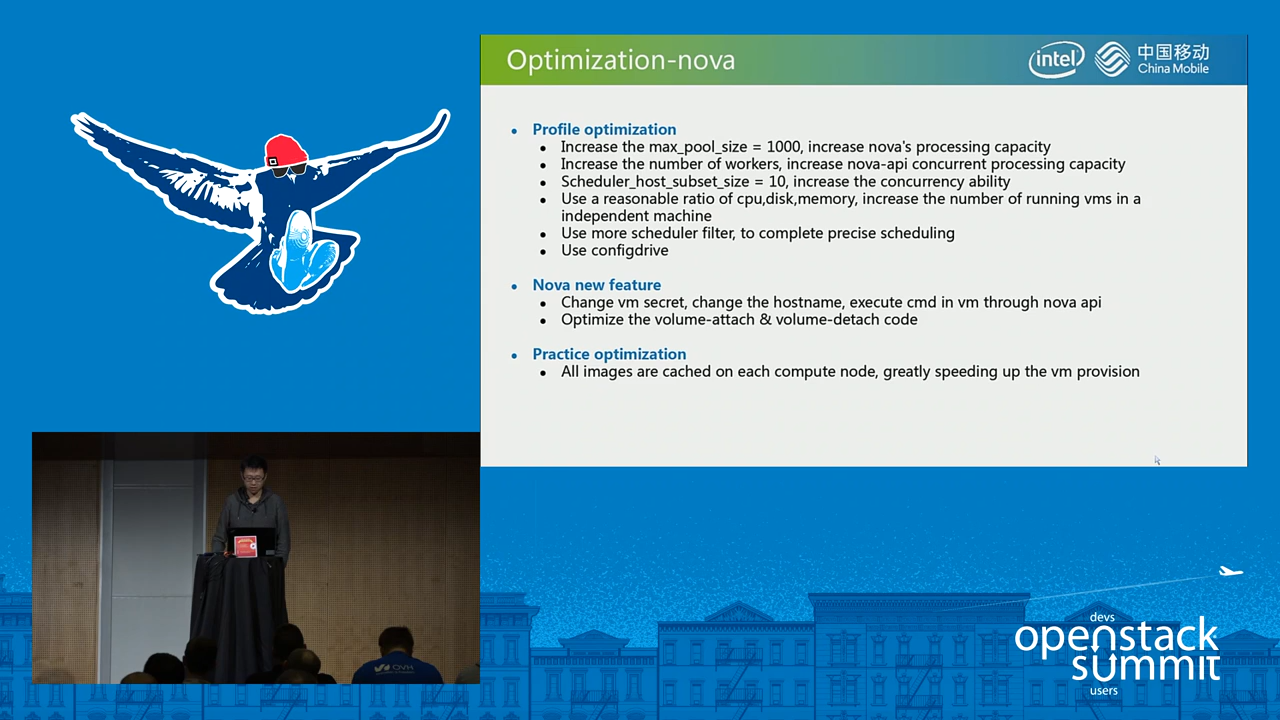 Optimization-nova
intel
中国移动
China Mobile
• Profile optimization
• Increase the max_pool_size = 1000, increase nova's processing capacity
• Increase the number of workers, increase nova-api concurrent processing capacity
• Scheduler_host_subset_size = 10, increase the concurrency ability
• Use a reasonable ratio of cpu,disk,memory, increase the number of running vms in a
independent machine
• Use more scheduler filter, to complete precise scheduling
• Use configdrive
• Nova new feature
• Change vm secret, change the hostname, execute cmd in vm through nova api
• Optimize the volume-attach & volume-detach code
• Practice optimization
• All images are cached on each compute node, greatly speeding up the vm provision
OVH
devs
openstack
summit
users